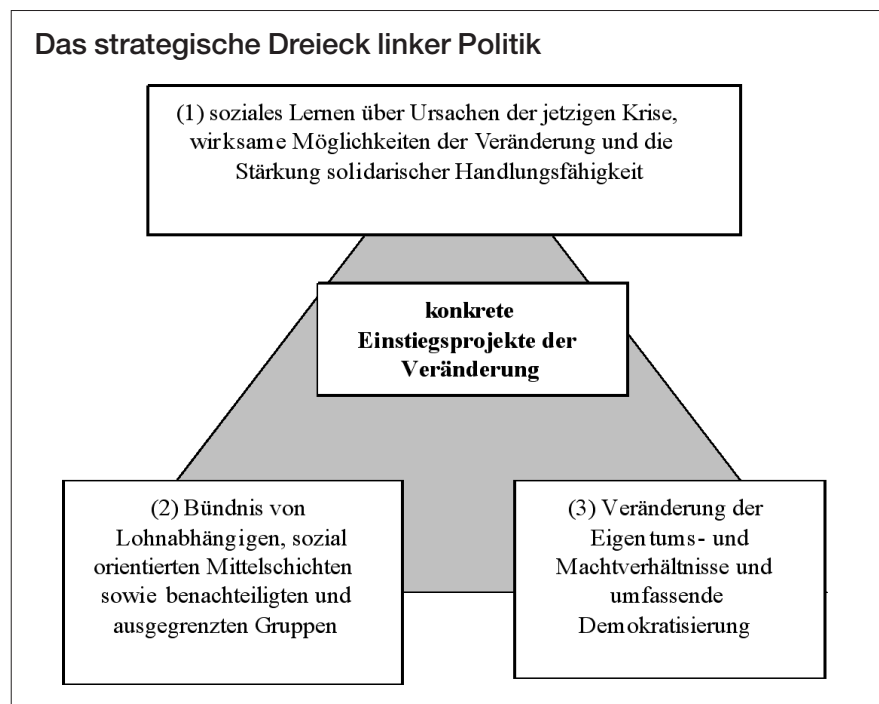 Das strategische Dreieck linker Politik
(1) soziales Lernen über Ursachen der jetzigen Krise,
wirksame Möglichkeiten der Veränderung und die
Stärkung solidarischer Handlungsfähigkeit
konkrete
Einstiegsprojekte der
Veränderung
(2) Bündnis von
Lohnabhängigen, sozial
orientierten Mittelschichten
sowie benachteiligten und
ausgegrenzten Gruppen
(3) Veränderung der
Eigentums- und
Machtverhältnisse und
umfassende
Demokratisierung